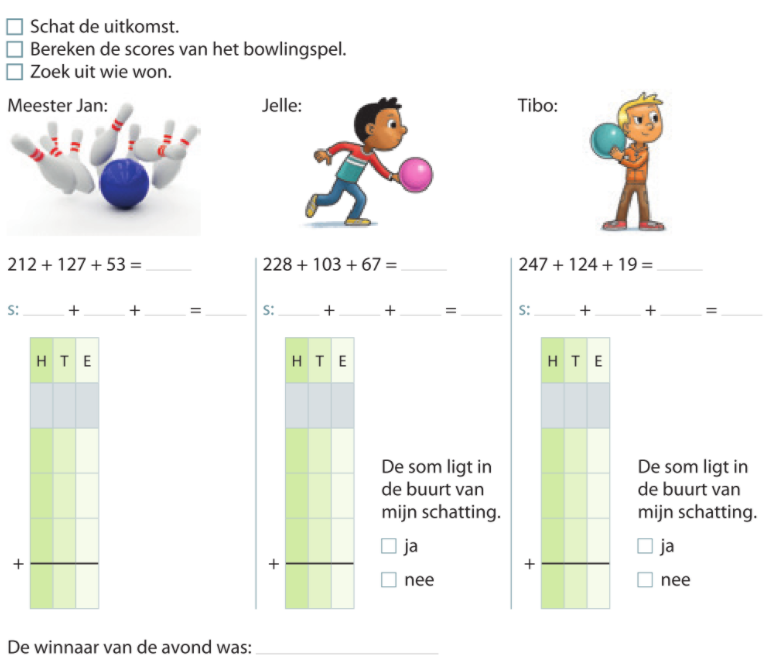 Schat de uitkomst.
Bereken de scores van het bowlingspel.
Zoek uit wie won.
Meester Jan:
Jelle:
Tibo:
212 + 127 + 53 = _____
228 + 103 + 67 = _____
247 + 124 + 19 = _____
s: _____ + _____ + _____ = _____
s: _____ + _____ + _____ = _____
s: _____ + _____ + _____ = _____
H T E
H T E
H T E
De som ligt in
de buurt van
mijn schatting.
ja
nee
De som ligt in
de buurt van
mijn schatting.
ja
nee
+
+
+
De winnaar van de avond was: _____